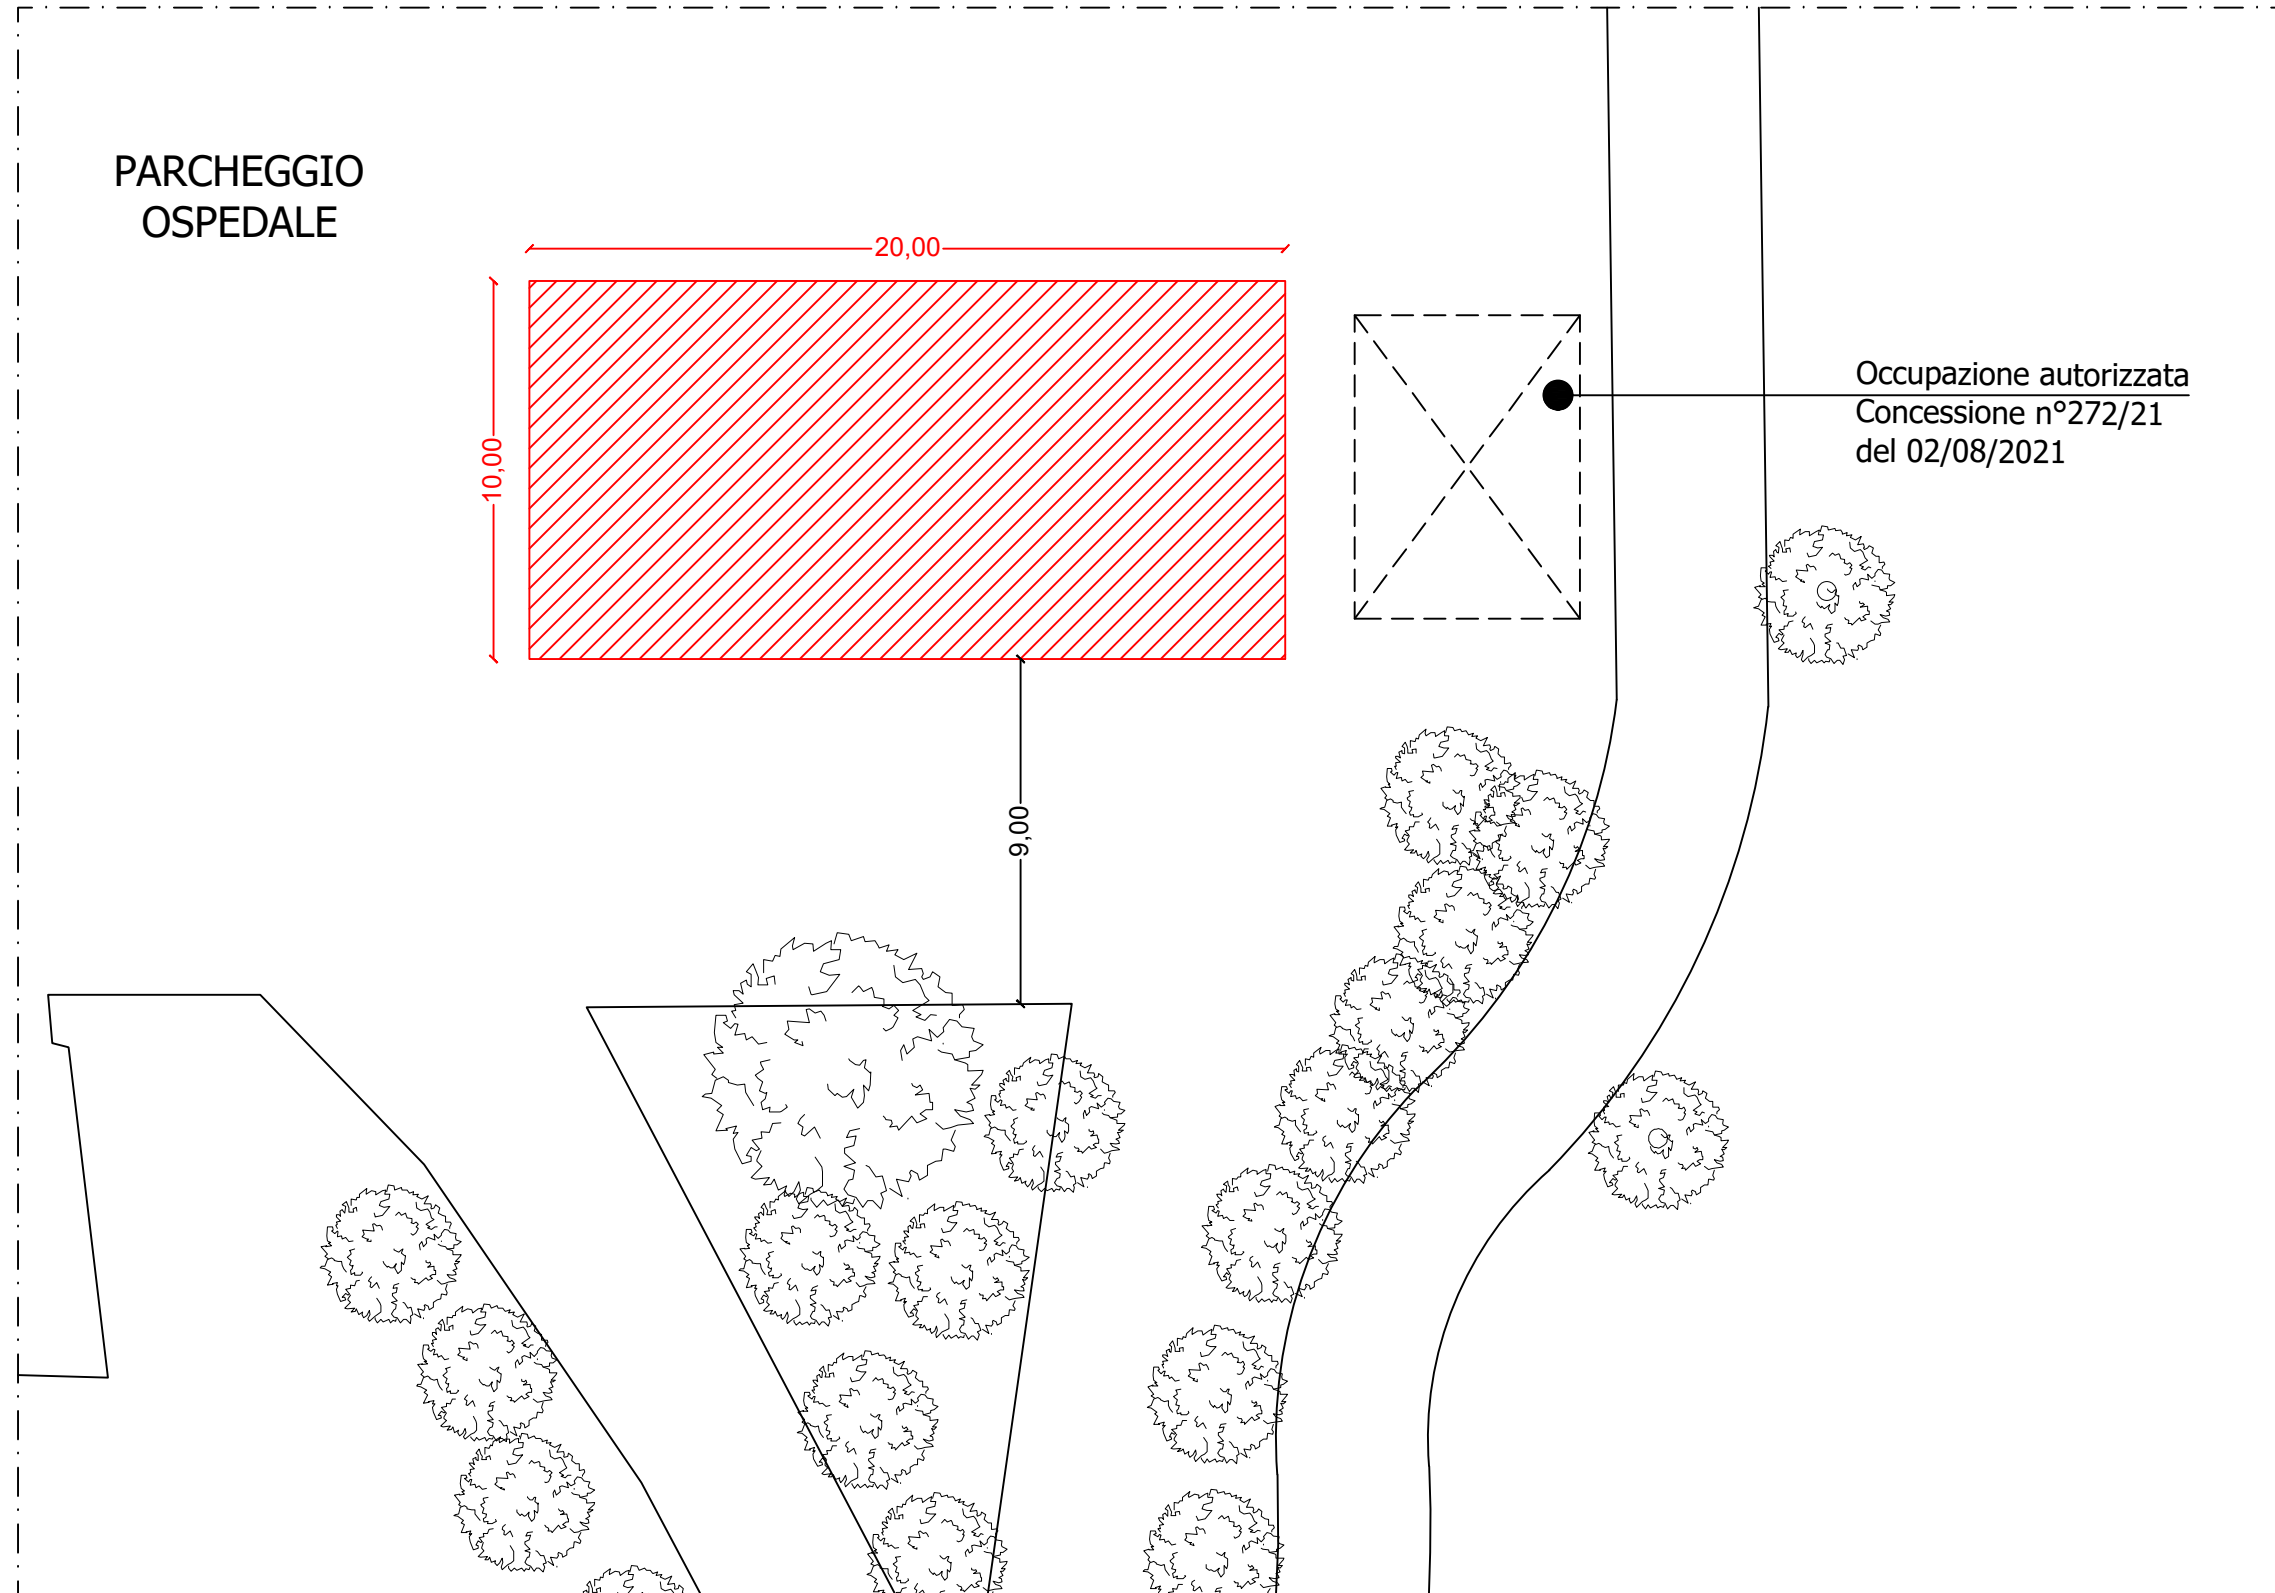 PARCHEGGIO
OSPEDALE
20,00
10,00
Occupazione autorizzata
Concessione n°272/21
del 02/08/2021
9,00